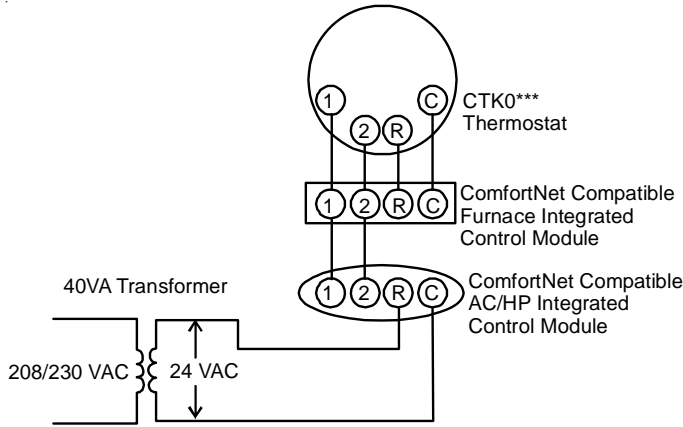 1
C
2
R
CTK0***
Thermostat
1
2
R
C
ComfortNet Compatible
Furnace Integrated
Control Module
1
2
R
C
ComfortNet Compatible
AC/HP Integrated
Control Module
40VA Transformer
208/230 VAC
24 VAC